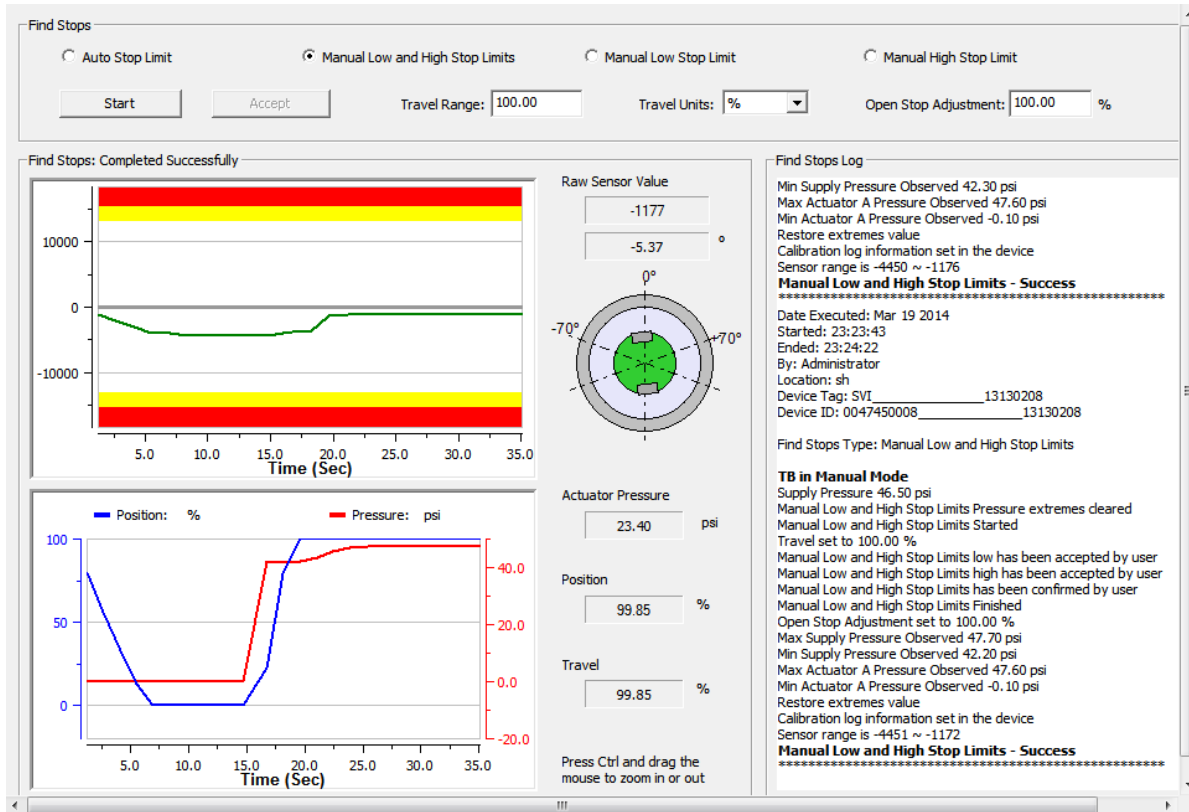 Find Stops
Auto Stop Limit Manual Low and High Stop Limits Manual Low Stop Limit Manual High Stop Limit
Start Accept Travel Range: 100.00 Travel Units: % Open Stop Adjustment: 100.00 %
Find Stops: Completed Successfully
10000
0
-10000
5.0 10.0 15.0 20.0 25.0 30.0 35.0
Time (Sec)
Position: % Pressure: psi
100
50
0
40.0
20.0
0.0
-20.0
5.0 10.0 15.0 20.0 25.0 30.0 35.0
Time (Sec)
Raw Sensor Value
-1177
-5.37 °
0°
-70° +70°
Actuator Pressure
23.40 psi
Position
99.85 %
Travel
99.85 %
Press Ctrl and drag the
mouse to zoom in or out
Find Stops Log
Min Supply Pressure Observed 42.30 psi
Max Actuator A Pressure Observed 47.60 psi
Min Actuator A Pressure Observed -0.10 psi
Restore extremes value
Calibration log information set in the device
Sensor range is -4450 ~ -1176
Manual Low and High Stop Limits - Success
****************************************************
Date Executed: Mar 19 2014
Started: 23:23:43
Ended: 23:24:22
By: Administrator
Location: sh
Device Tag: SVI_______________13130208
Device ID: 0047450008______________13130208
Find Stops Type: Manual Low and High Stop Limits
TB in Manual Mode
Supply Pressure 46.50 psi
Manual Low and High Stop Limits Pressure extremes cleared
Manual Low and High Stop Limits Started
Travel set to 100.00 %
Manual Low and High Stop Limits low has been accepted by user
Manual Low and High Stop Limits high has been accepted by user
Manual Low and High Stop Limits has been confirmed by user
Manual Low and High Stop Limits Finished
Open Stop Adjustment set to 100.00 %
Max Supply Pressure Observed 47.70 psi
Min Supply Pressure Observed 42.20 psi
Max Actuator A Pressure Observed 47.60 psi
Min Actuator A Pressure Observed -0.10 psi
Restore extremes value
Calibration log information set in the device
Sensor range is -4451 ~ -1172
Manual Low and High Stop Limits - Success
****************************************************